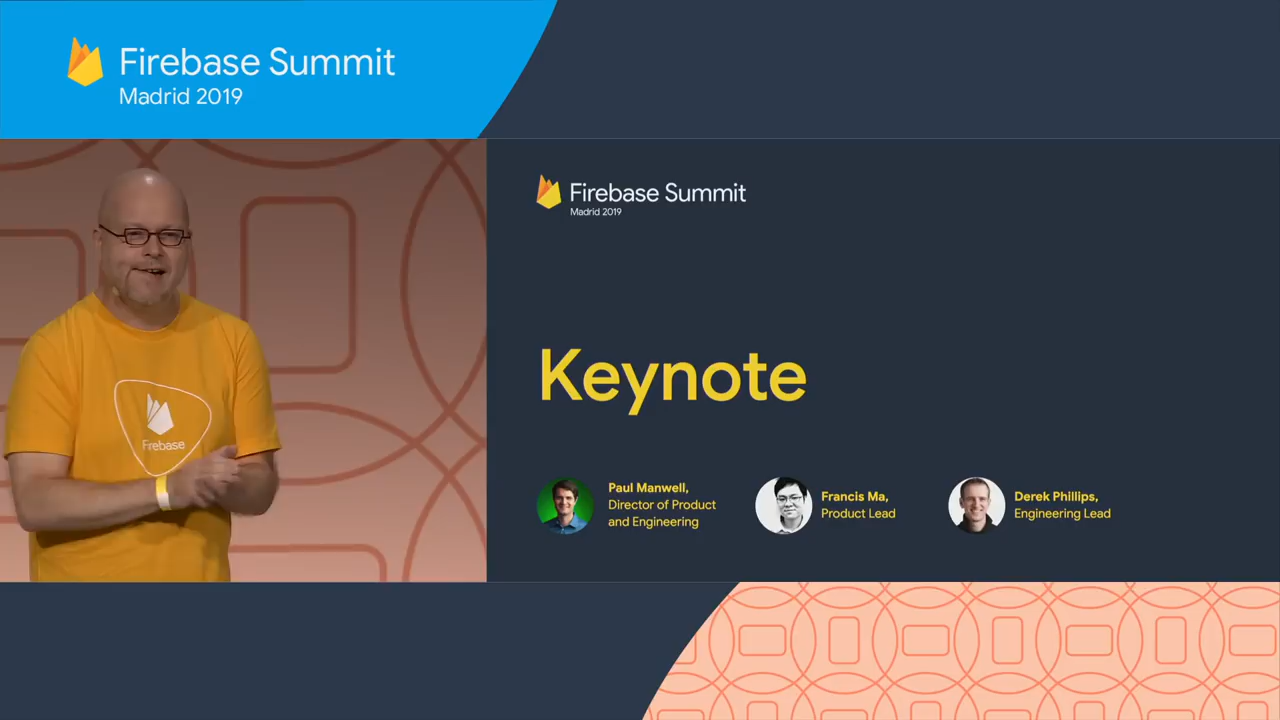 Firebase Summit
Madrid 2019
Firebase
Firebase Summit
Madrid 2019
Keynote
Paul Manwell,
Director of Product
and Engineering
Francis Ma,
Product Lead
Derek Phillips,
Engineering Lead